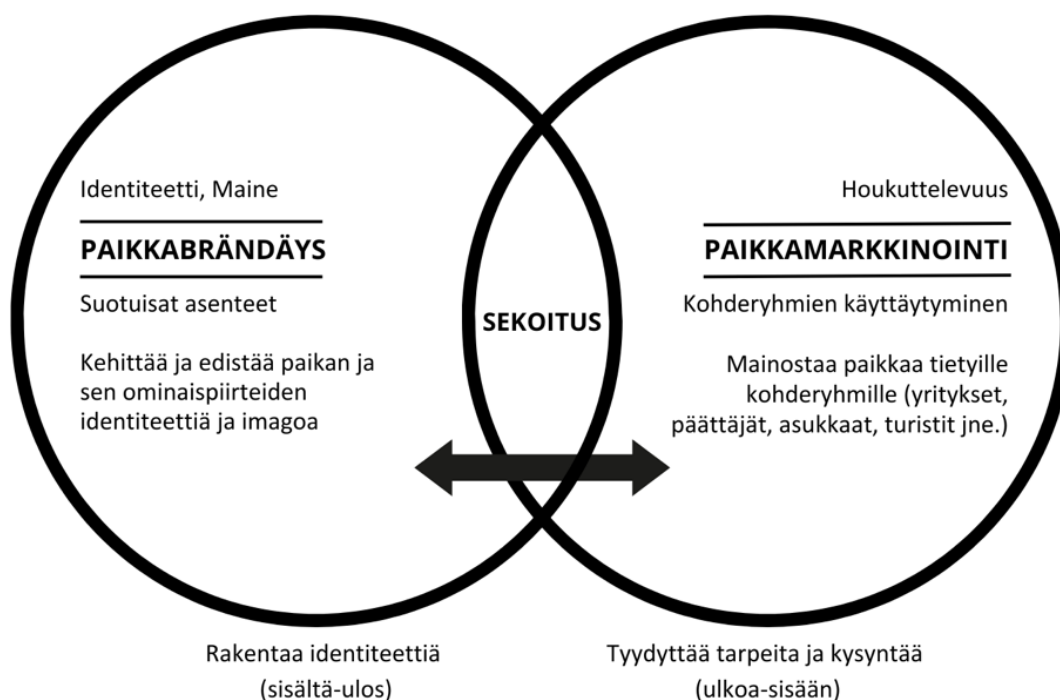 Identiteetti, Maine
PAIKKABRÄNDÄYS
Suotuisat asenteet
Kehittää ja edistää paikan ja
sen ominaispiirteiden
identiteettiä ja imagoa
SEKOITUS
Houkuttelevuus
PAIKKAMARKKINOINTI
Kohderyhmien käyttäytyminen
Mainostaa paikkaa tietyille
kohderyhmille (yritykset,
päättäjät, asukkaat, turistit jne.)
Rakentaa identiteettiä
(sisältä-ulos)
Tyydyttää tarpeita ja kysyntää
(ulkoa-sisään)